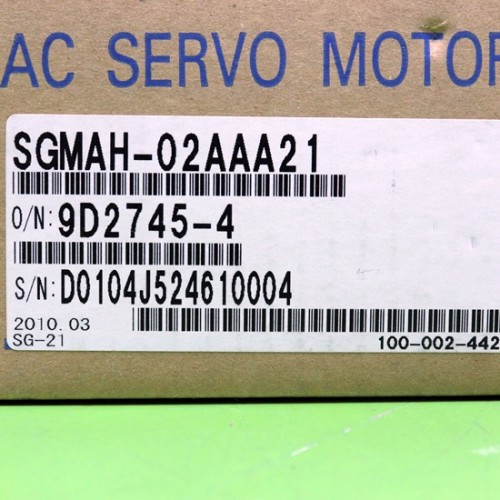 AC SERVO MOTOR
SGMAH-02AAA21
O/N: 9D2745-4
S/N: D0104J524610004
2010.03
SG-21
100-002-442